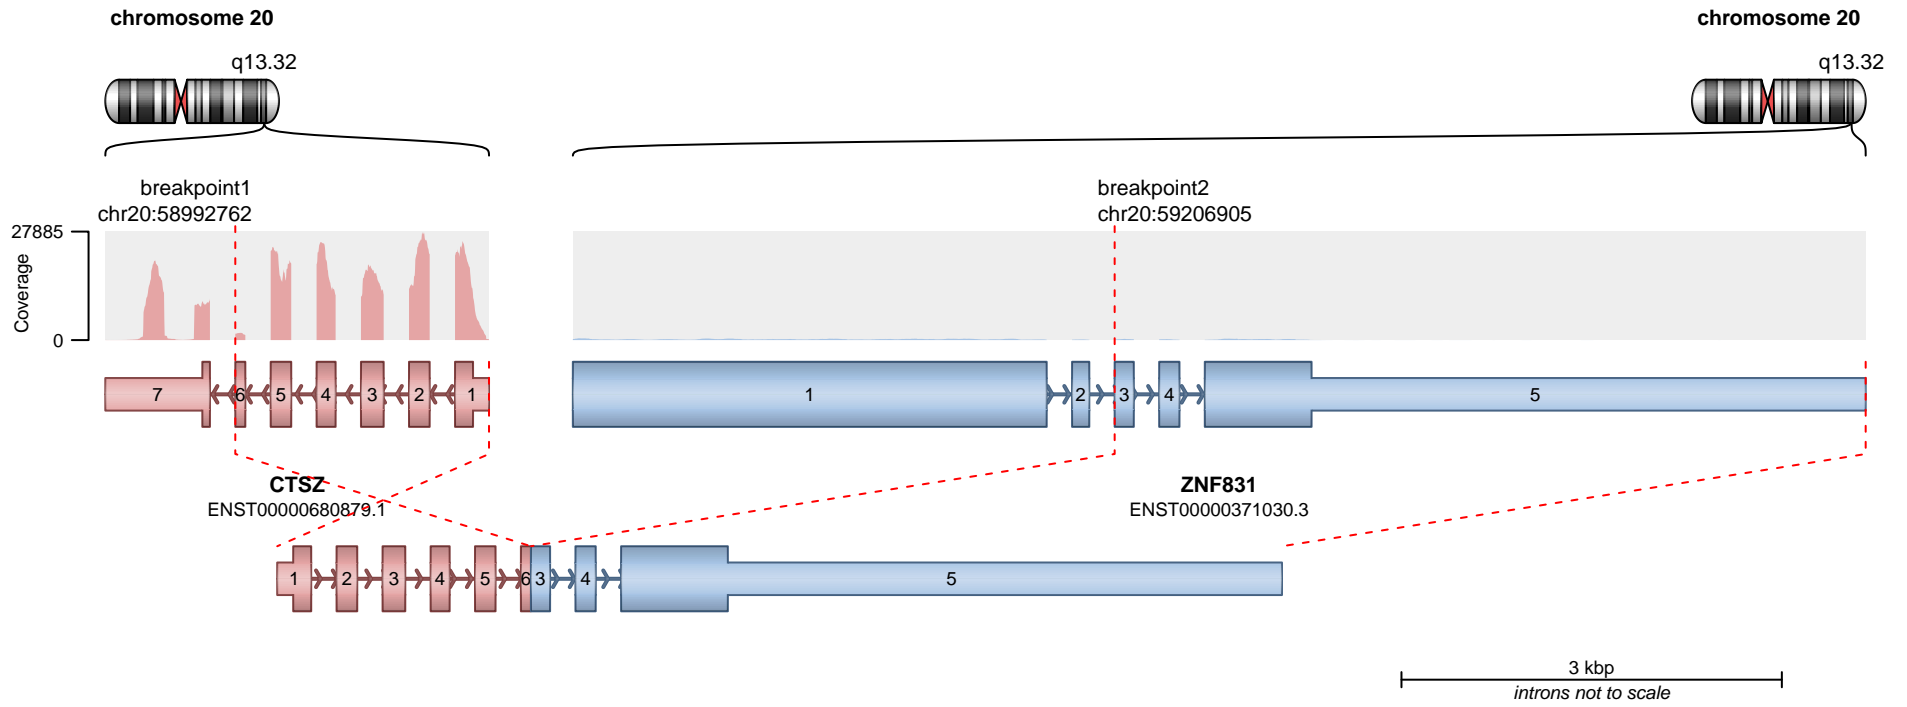 chromosome 20
chromosome 20
q13.32
q13.32
breakpoint1
chr20:58992762
breakpoint2
chr20:59206905
27885
Coverage
0
7 6 5 4 3 2 1
1 2 3 4 5
CTSZ
ENST00000680879.1
ZNF831
ENST00000371030.3
1 2 3 4 5 6 3 4 5
3 kbp
introns not to scale